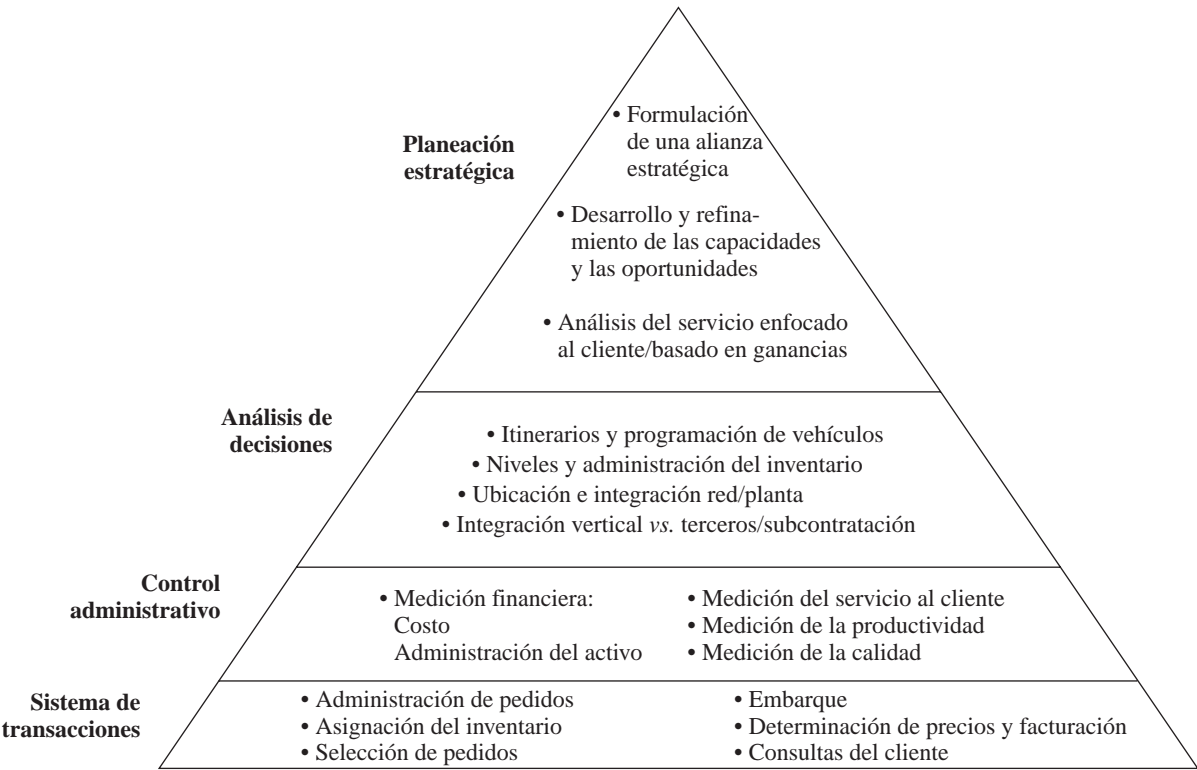 Planeación
estratégica
• Formulación
de una alianza
estratégica
• Desarrollo y refina-
miento de las capacidades
y las oportunidades
• Análisis del servicio enfocado
al cliente/basado en ganancias
Análisis de
decisiones
• Itinerarios y programación de vehículos
• Niveles y administración del inventario
• Ubicación e integración red/planta
• Integración vertical vs. terceros/subcontratación
Control
administrativo
• Medición financiera:
Costo
Administración del activo
• Medición del servicio al cliente
• Medición de la productividad
• Medición de la calidad
Sistema de
transacciones
• Administración de pedidos
• Asignación del inventario
• Selección de pedidos
• Embarque
• Determinación de precios y facturación
• Consultas del cliente